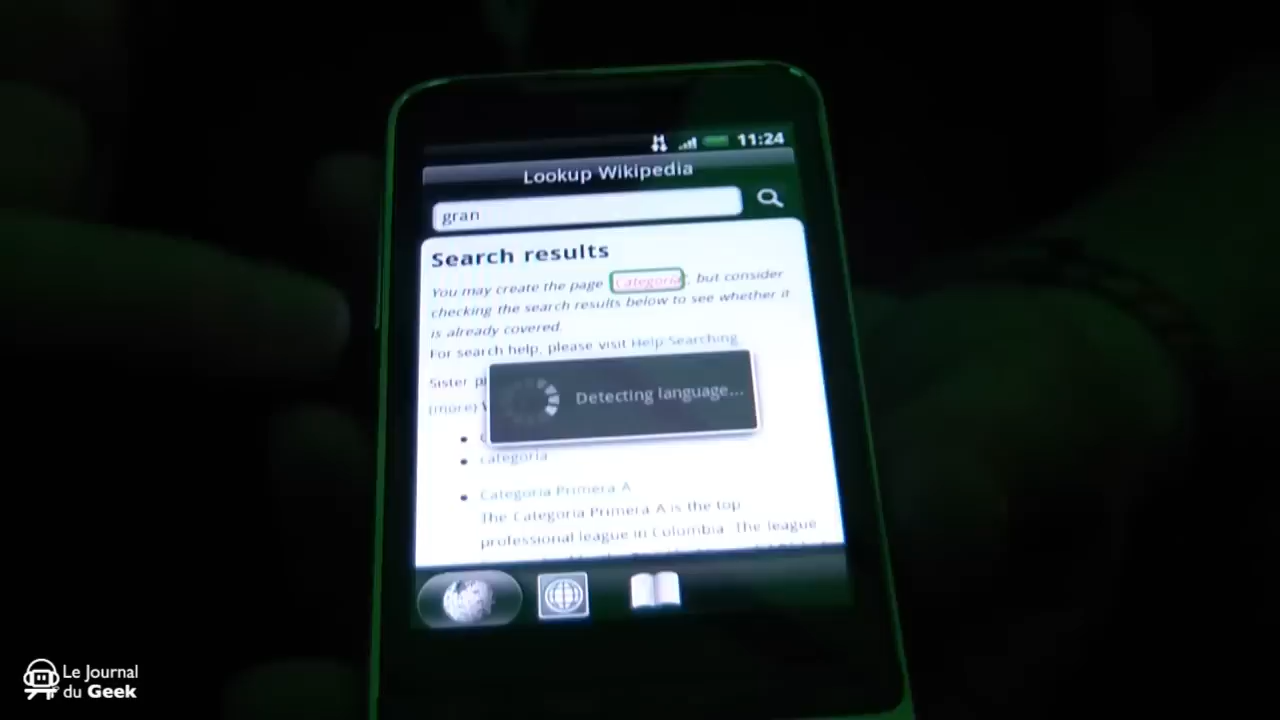 11:24
Lookup Wikipedia
gran
Search results
You may create the page "Categoria", but consider
checking the search results below to see whether it
is already covered.
For search help, please visit Help Searching
Sister
(more)
Detecting language...
categoria
Categoria Primera A
The Categoria Primera A is the top
professional league in Colombia. The league
Le Journal
du Geek